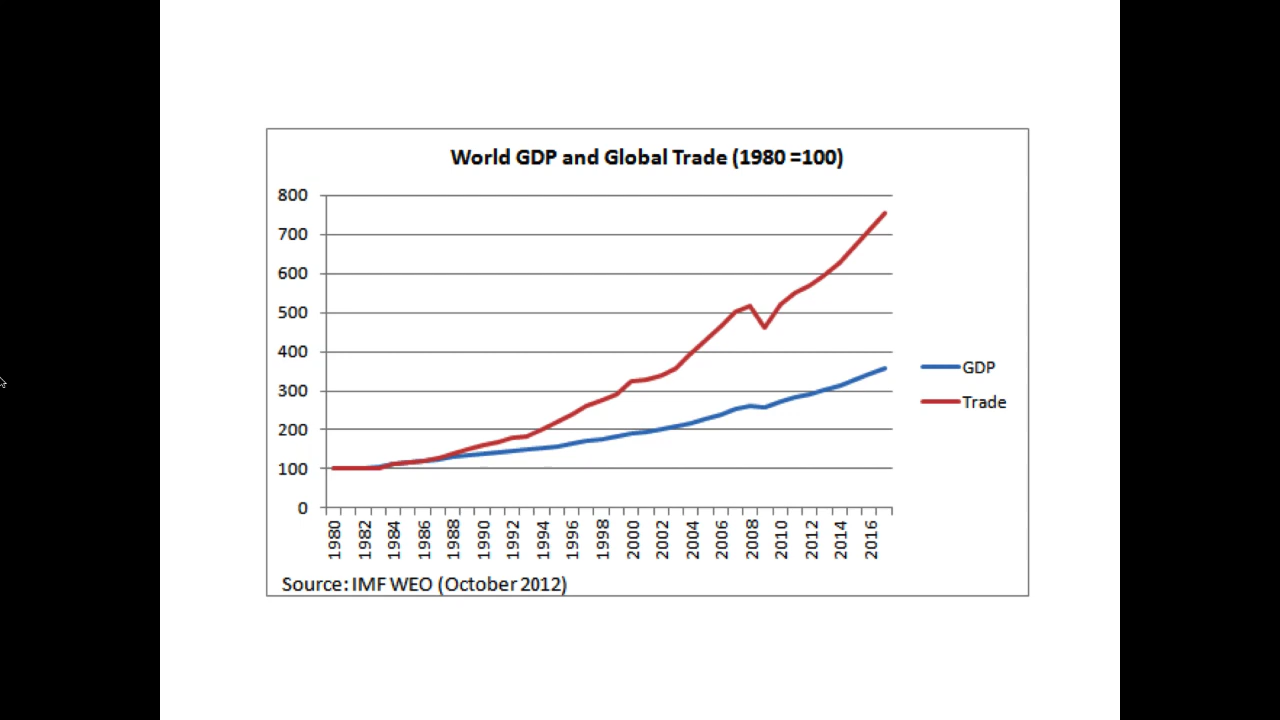 World GDP and Global Trade (1980 =100)
800
700
600
500
400
300
200
100
0
GDP
Trade
1980 1982 1984 1986 1988 1990 1992 1994 1996 1998 2000 2002 2004 2006 2008 2010 2012 2014 2016
Source: IMF WEO (October 2012)